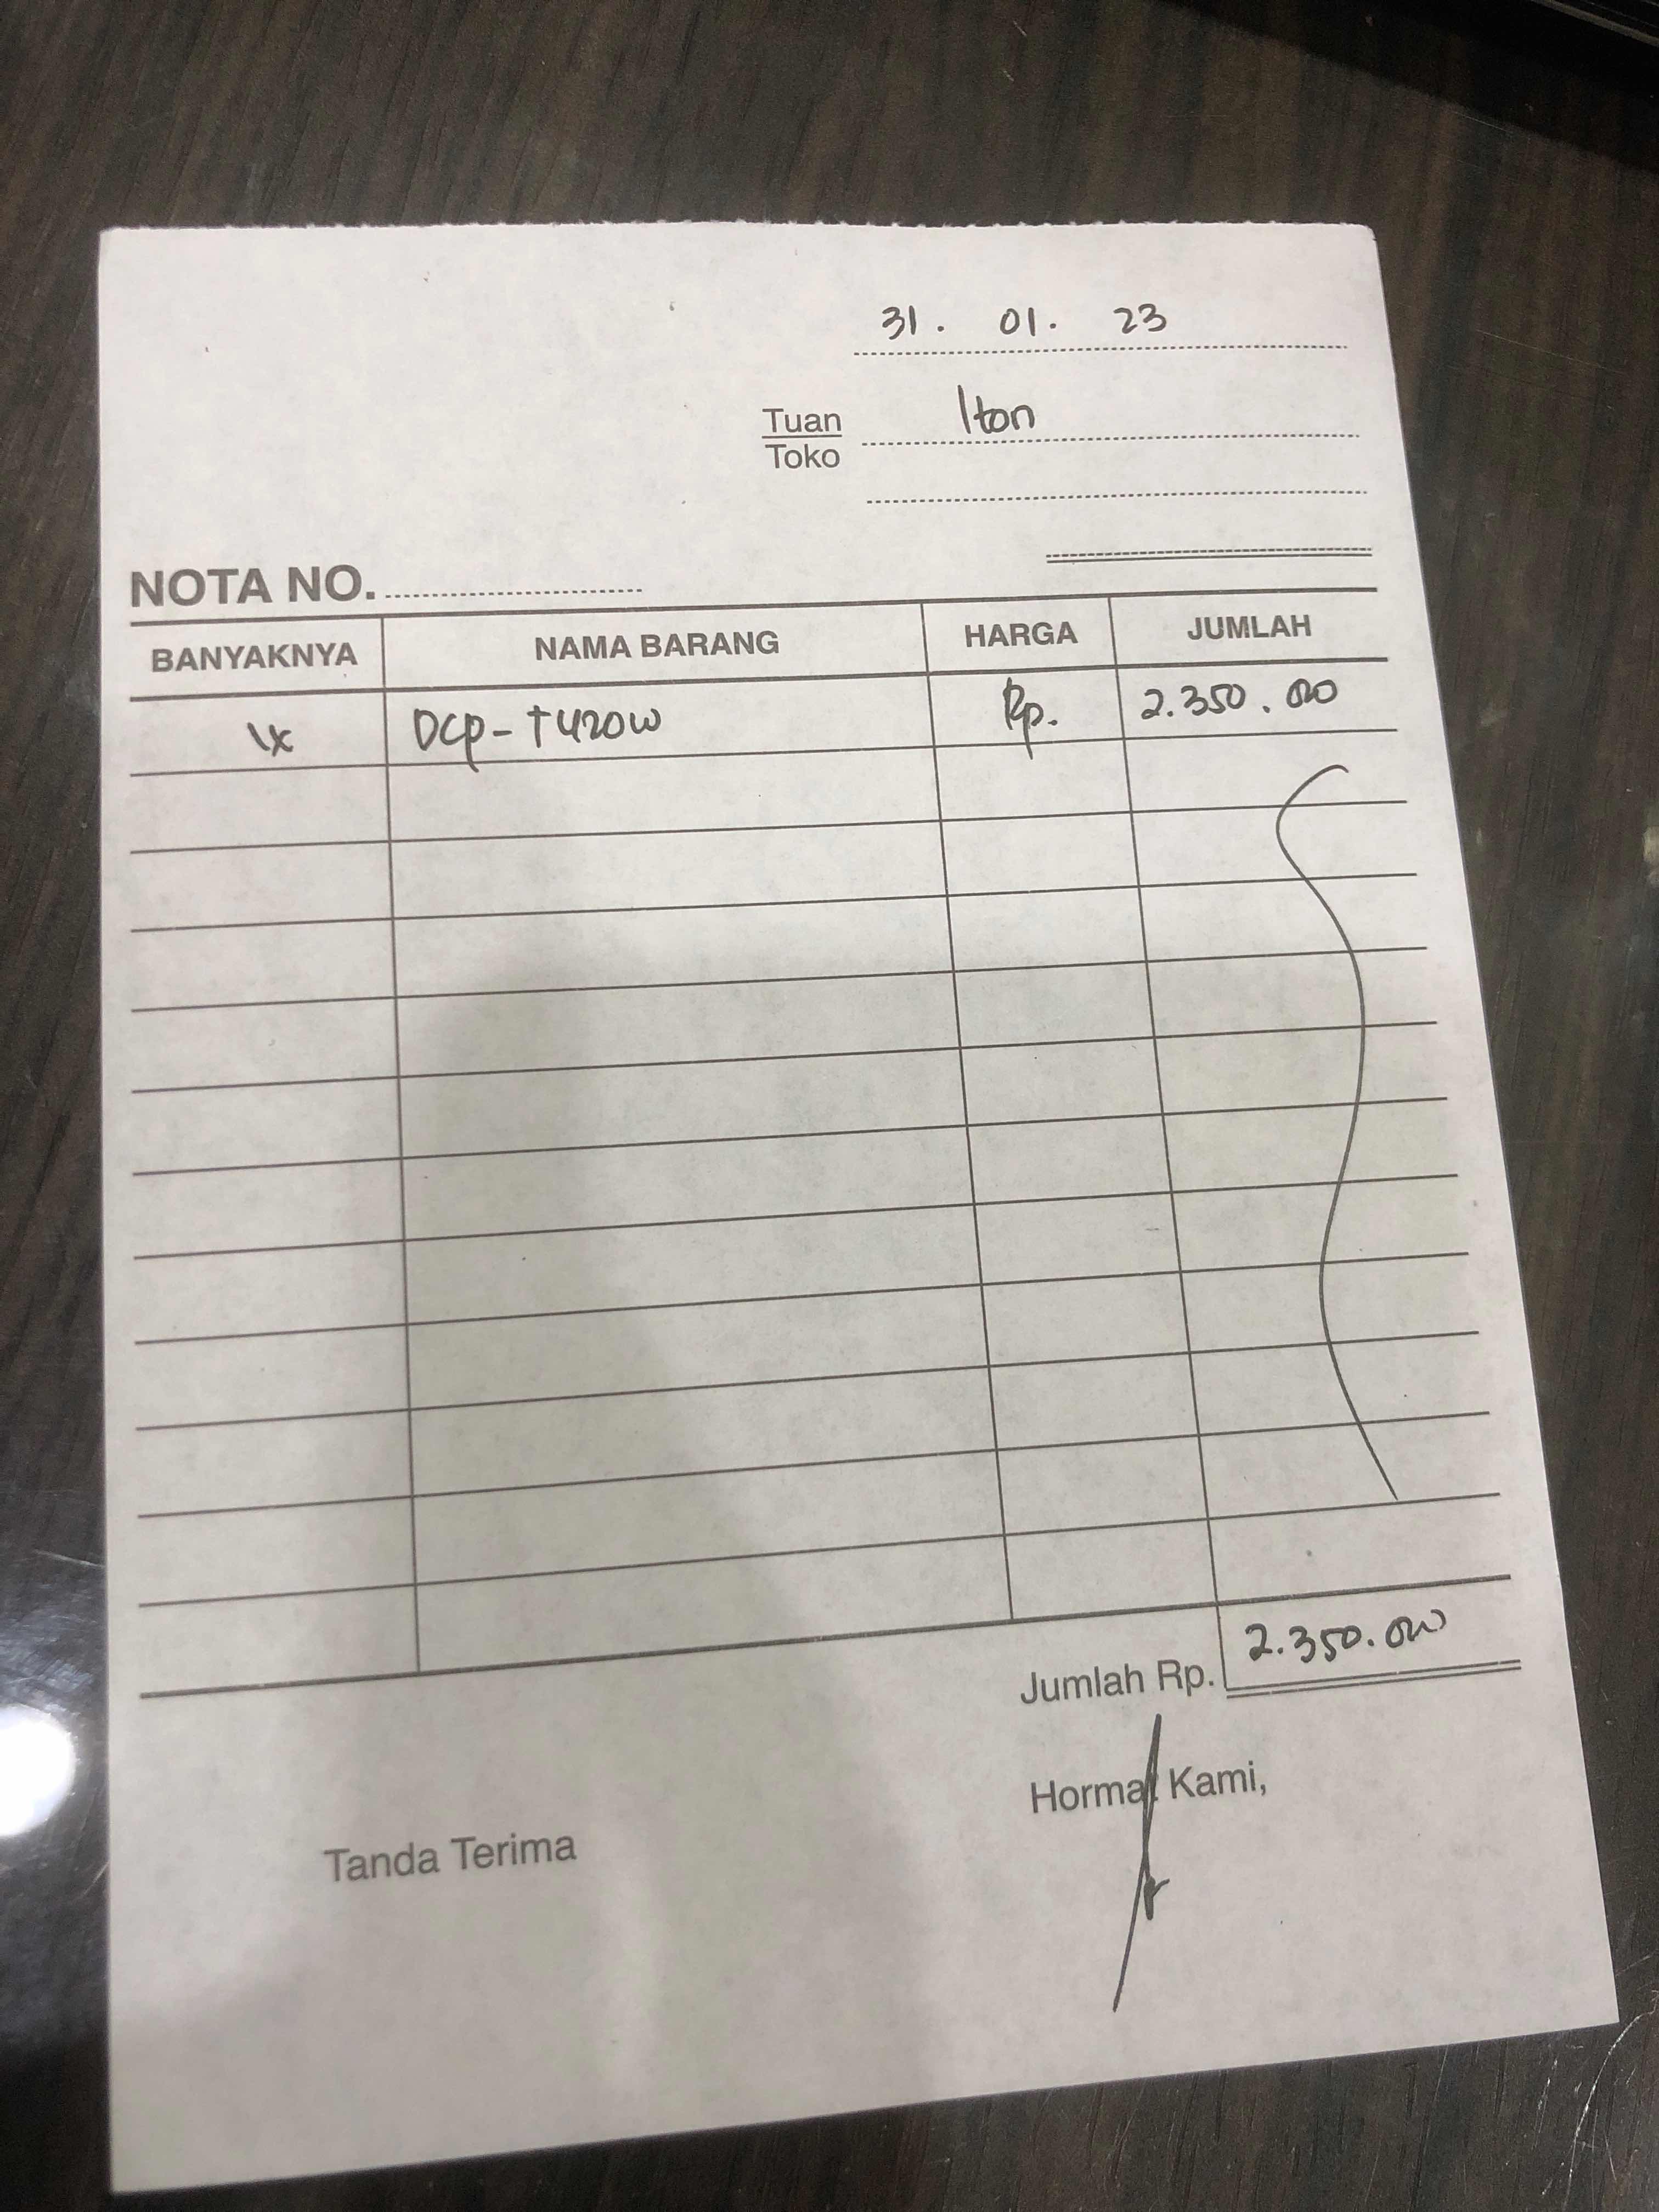 31. 01. 23
Tuan Iton
Toko
NOTA NO.
BANYAKNYA NAMA BARANG HARGA JUMLAH
1x DCP-T420W Rp. 2.350.000
Jumlah Rp. 2.350.000
Hormat Kami,
Tanda Terima